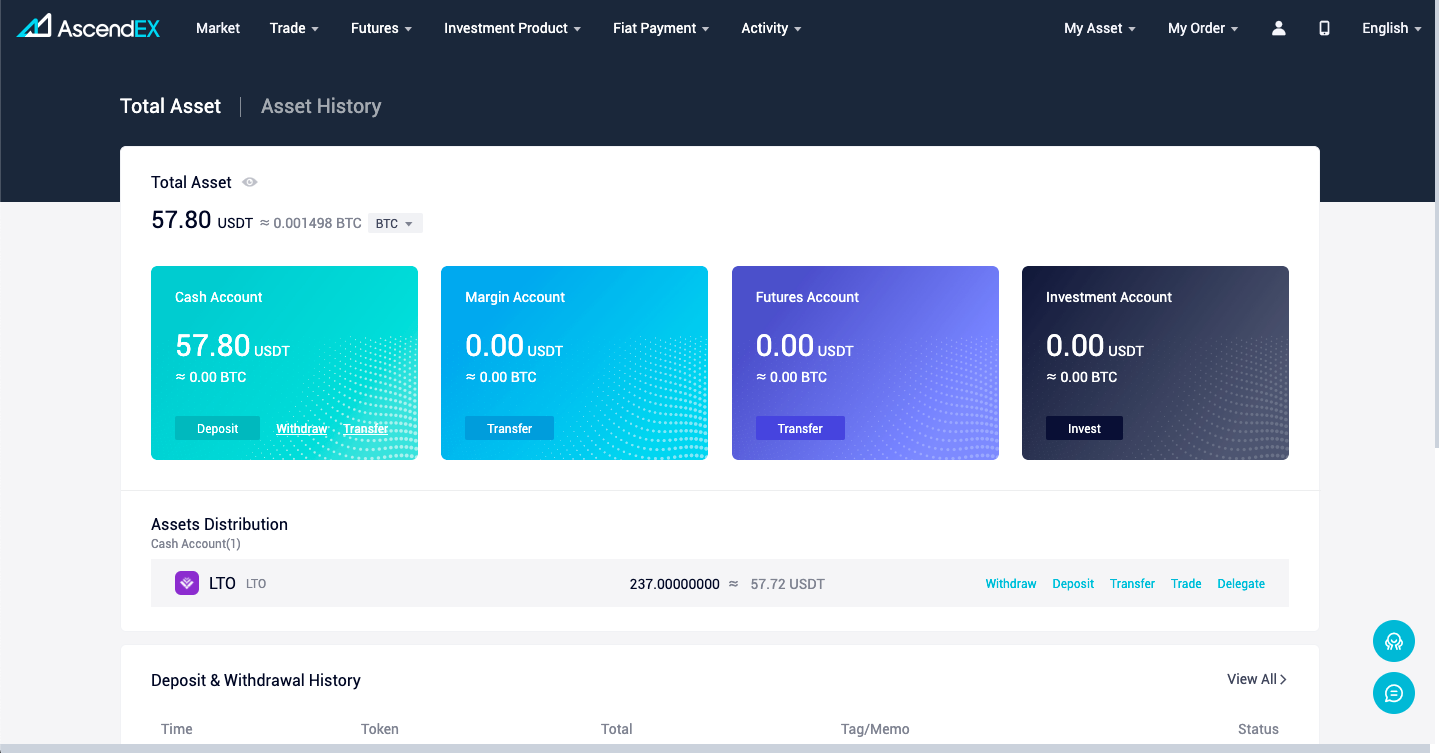 AscendEX Market Trade Futures Investment Product Fiat Payment Activity My Asset My Order English
Total Asset | Asset History
Total Asset
57.80 USDT ≈ 0.001498 BTC BTC
Cash Account
57.80 USDT
≈ 0.00 BTC
Deposit Withdraw Transfer
Margin Account
0.00 USDT
≈ 0.00 BTC
Transfer
Futures Account
0.00 USDT
≈ 0.00 BTC
Transfer
Investment Account
0.00 USDT
≈ 0.00 BTC
Invest
Assets Distribution
Cash Account(1)
LTO LTO 237.00000000 ≈ 57.72 USDT Withdraw Deposit Transfer Trade Delegate
Deposit & Withdrawal History View All
Time Token Total Tag/Memo Status